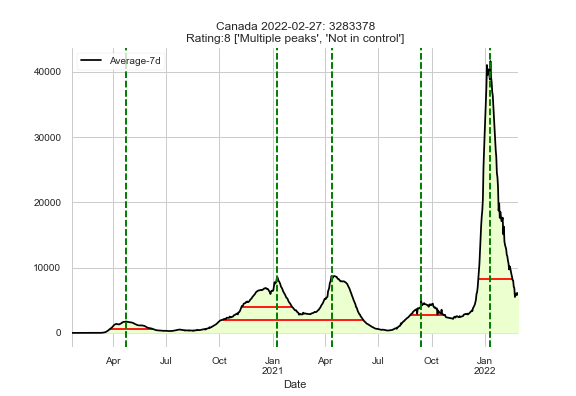 Canada 2022-02-27: 3283378
Rating:8 ['Multiple peaks', 'Not in control']
Average-7d
40000
30000
20000
10000
0
Apr Jul Oct Jan Apr Jul Oct Jan
2021 2022
Date